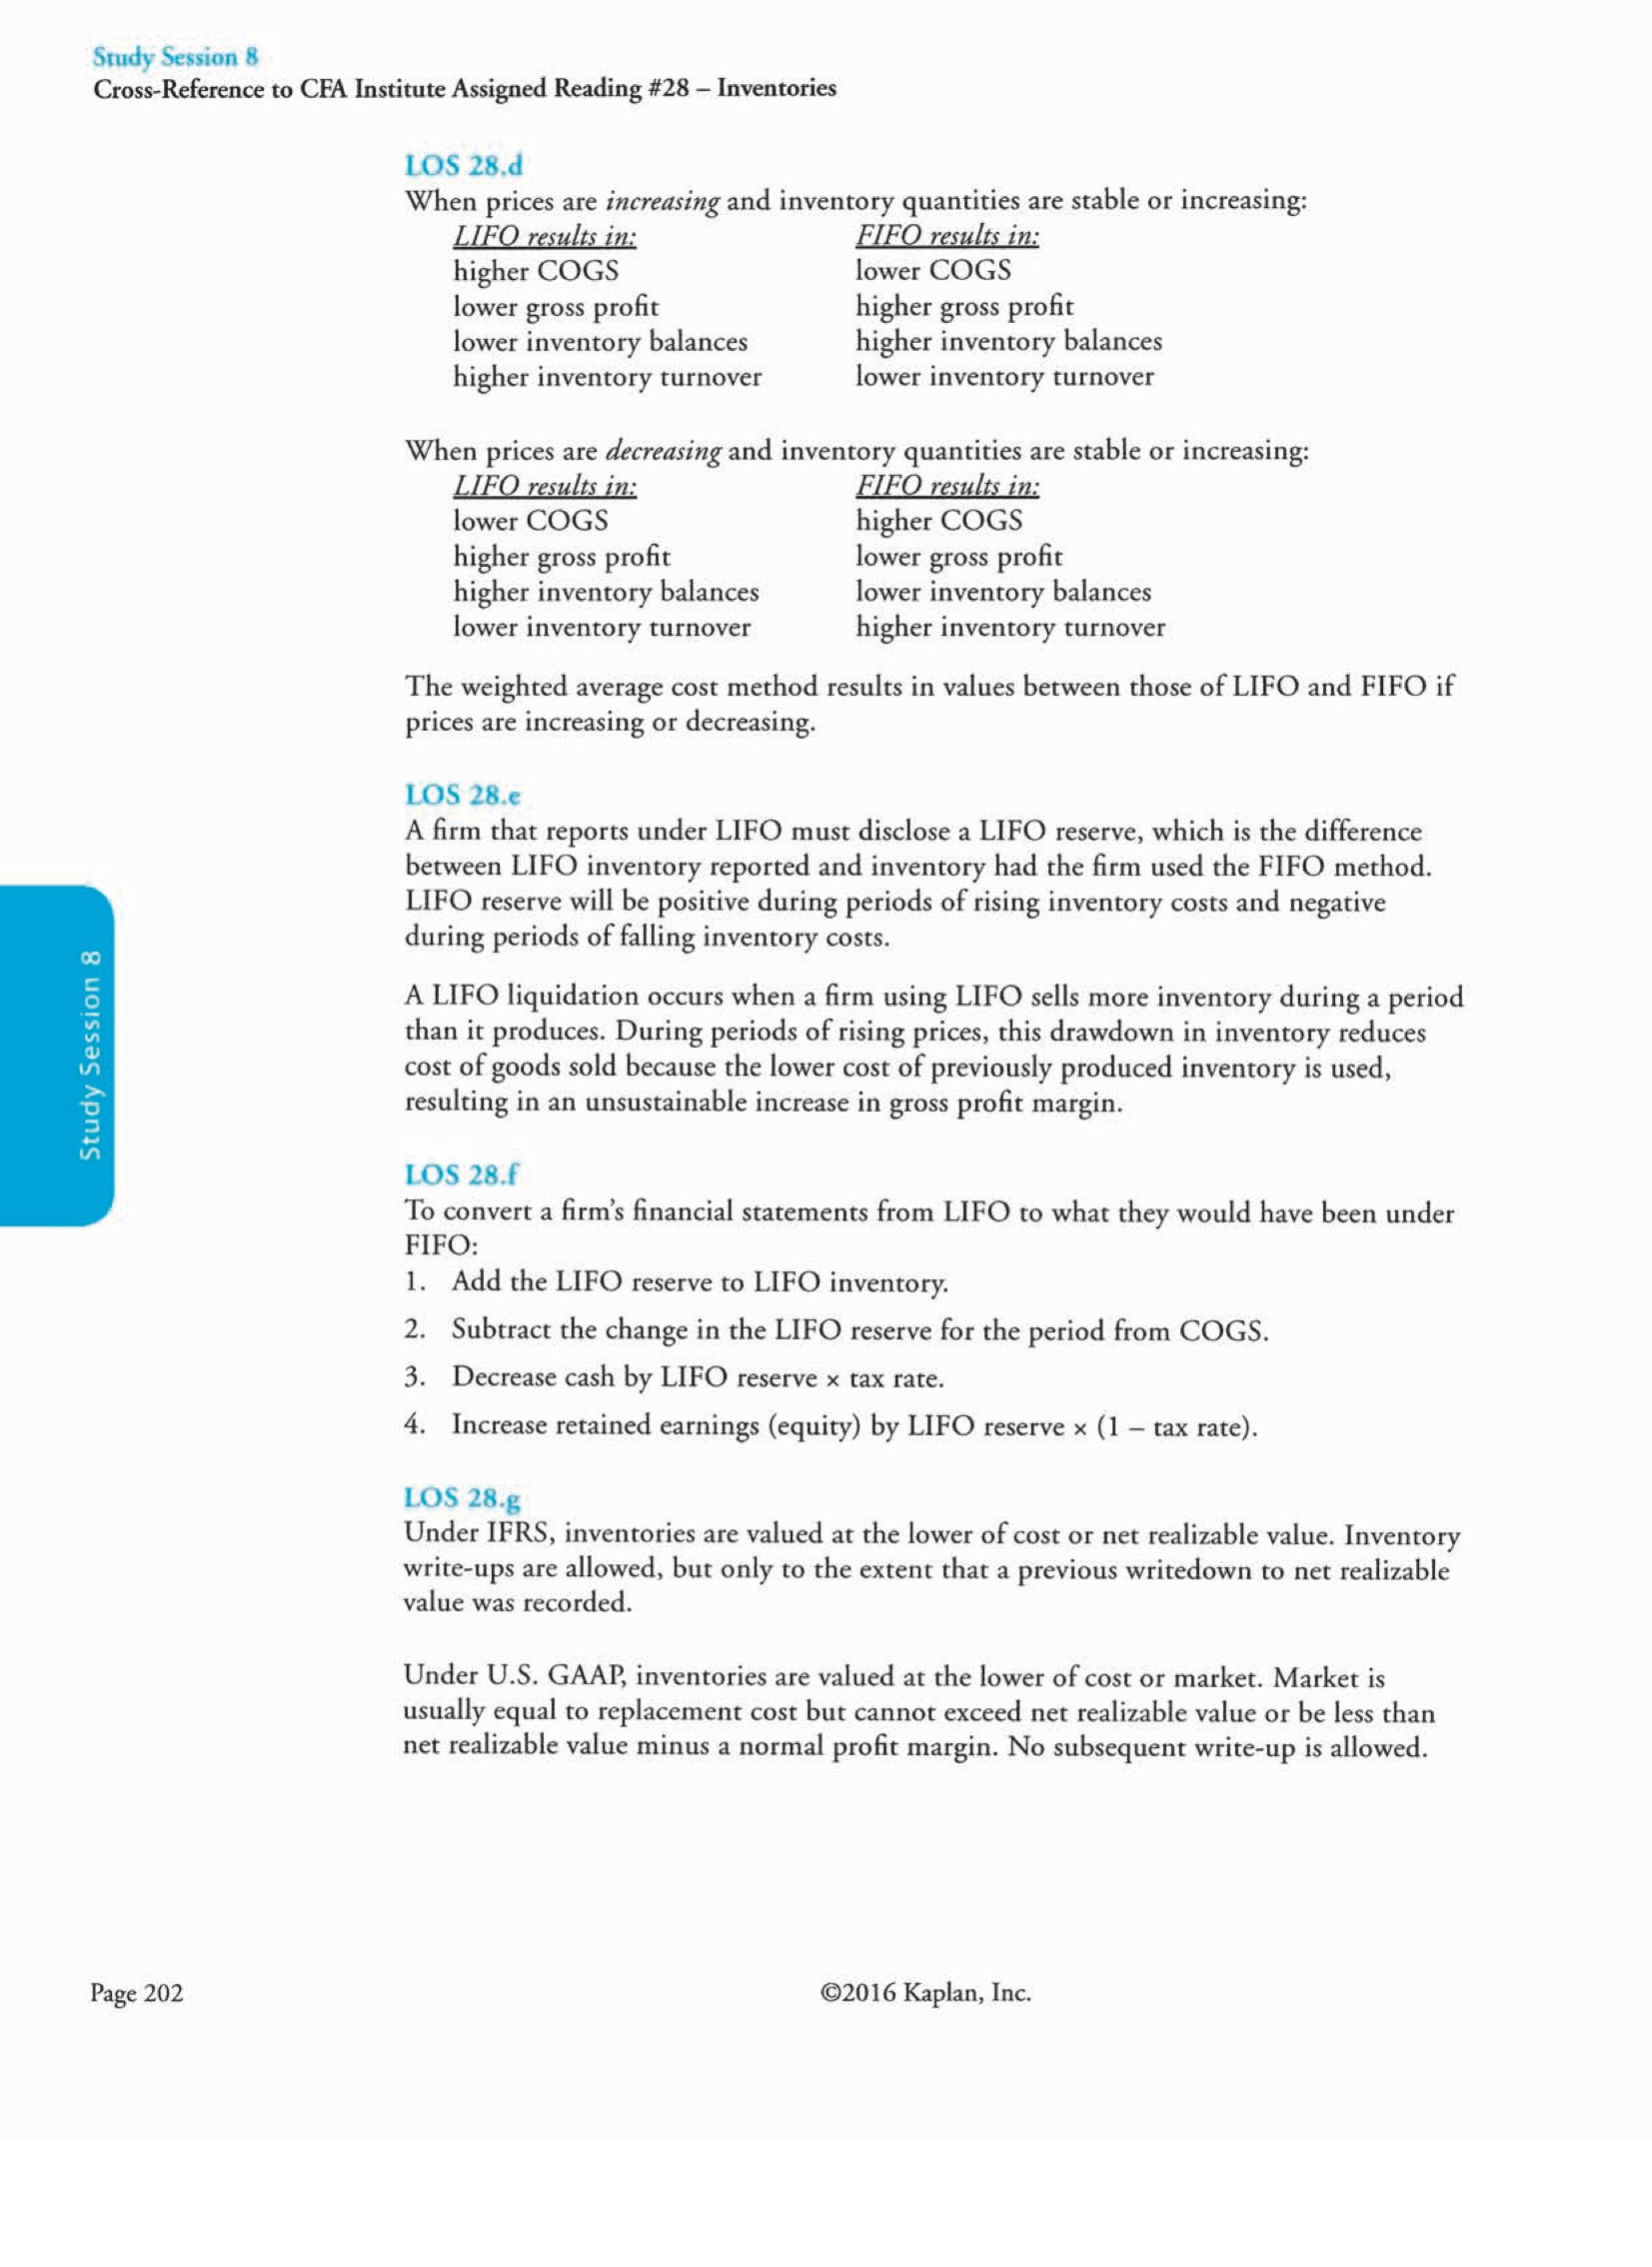 Study Session 8
Cross-Reference to CFA Institute Assigned Reading #28 – Inventories
LOS 28.d
When prices are increasing and inventory quantities are stable or increasing:
LIFO results in: FIFO results in:
higher COGS lower COGS
lower gross profit higher gross profit
lower inventory balances higher inventory balances
higher inventory turnover lower inventory turnover
When prices are decreasing and inventory quantities are stable or increasing:
LIFO results in: FIFO results in:
lower COGS higher COGS
higher gross profit lower gross profit
higher inventory balances lower inventory balances
lower inventory turnover higher inventory turnover
The weighted average cost method results in values between those of LIFO and FIFO if
prices are increasing or decreasing.
LOS 28.e
A firm that reports under LIFO must disclose a LIFO reserve, which is the difference
between LIFO inventory reported and inventory had the firm used the FIFO method.
LIFO reserve will be positive during periods of rising inventory costs and negative
during periods of falling inventory costs.
A LIFO liquidation occurs when a firm using LIFO sells more inventory during a period
than it produces. During periods of rising prices, this drawdown in inventory reduces
cost of goods sold because the lower cost of previously produced inventory is used,
resulting in an unsustainable increase in gross profit margin.
Study Session 8
LOS 28.f
To convert a firm's financial statements from LIFO to what they would have been under
FIFO:
1. Add the LIFO reserve to LIFO inventory.
2. Subtract the change in the LIFO reserve for the period from COGS.
3. Decrease cash by LIFO reserve × tax rate.
4. Increase retained earnings (equity) by LIFO reserve × (1 – tax rate).
LOS 28.g
Under IFRS, inventories are valued at the lower of cost or net realizable value. Inventory
write-ups are allowed, but only to the extent that a previous writedown to net realizable
value was recorded.
Under U.S. GAAP, inventories are valued at the lower of cost or market. Market is
usually equal to replacement cost but cannot exceed net realizable value or be less than
net realizable value minus a normal profit margin. No subsequent write-up is allowed.
Page 202 ©2016 Kaplan, Inc.